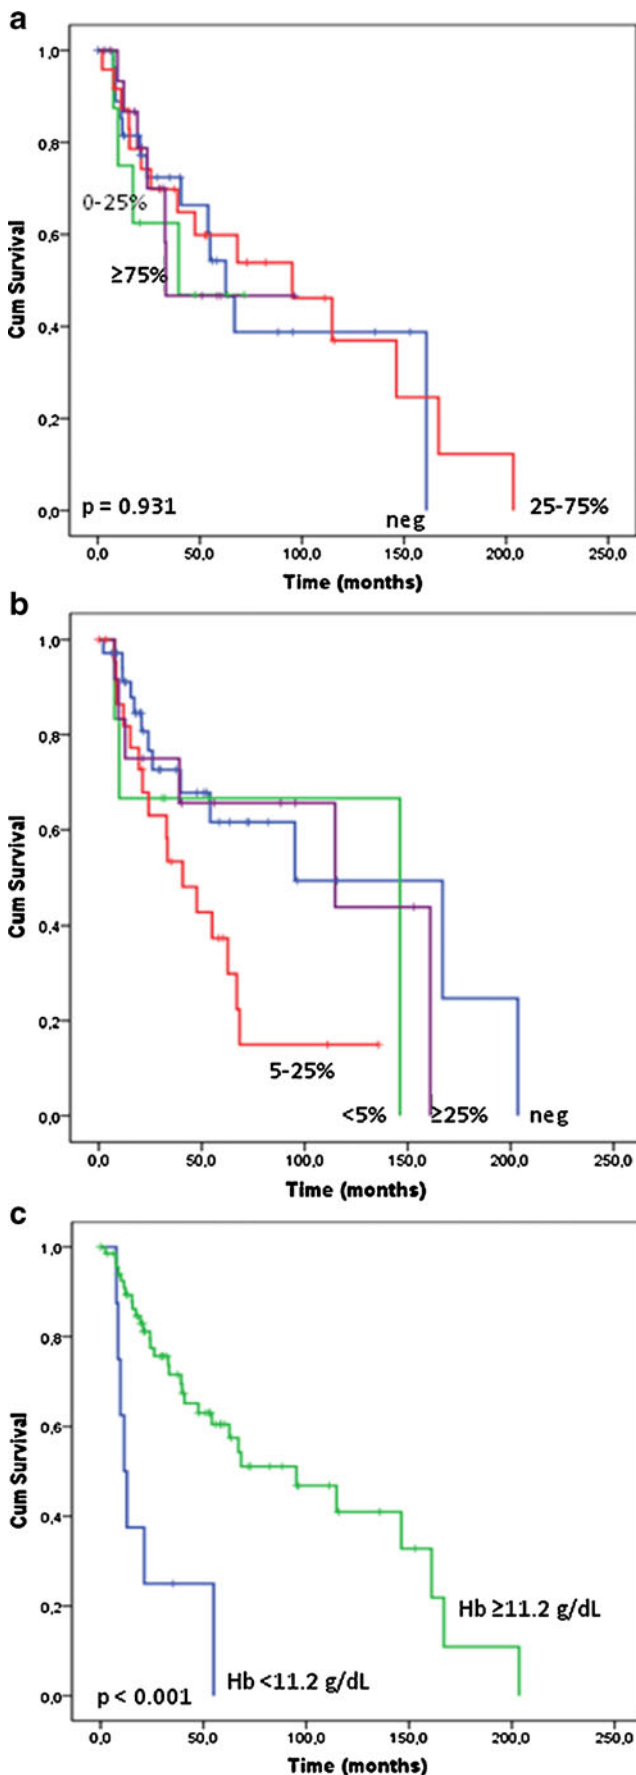 a
1,0
0,8
0,6
0,4
0,2
0,0
Cum Survival
0-25%
≥75%
p = 0.931
neg
25-75%
0,0 50,0 100,0 150,0 200,0 250,0
Time (months)
b
1,0
0,8
0,6
0,4
0,2
0,0
Cum Survival
5-25%
<5% ≥25% neg
0,0 50,0 100,0 150,0 200,0 250,0
Time (months)
c
1,0
0,8
0,6
0,4
0,2
0,0
Cum Survival
Hb ≥11.2 g/dL
Hb <11.2 g/dL
p < 0.001
0,0 50,0 100,0 150,0 200,0 250,0
Time (months)